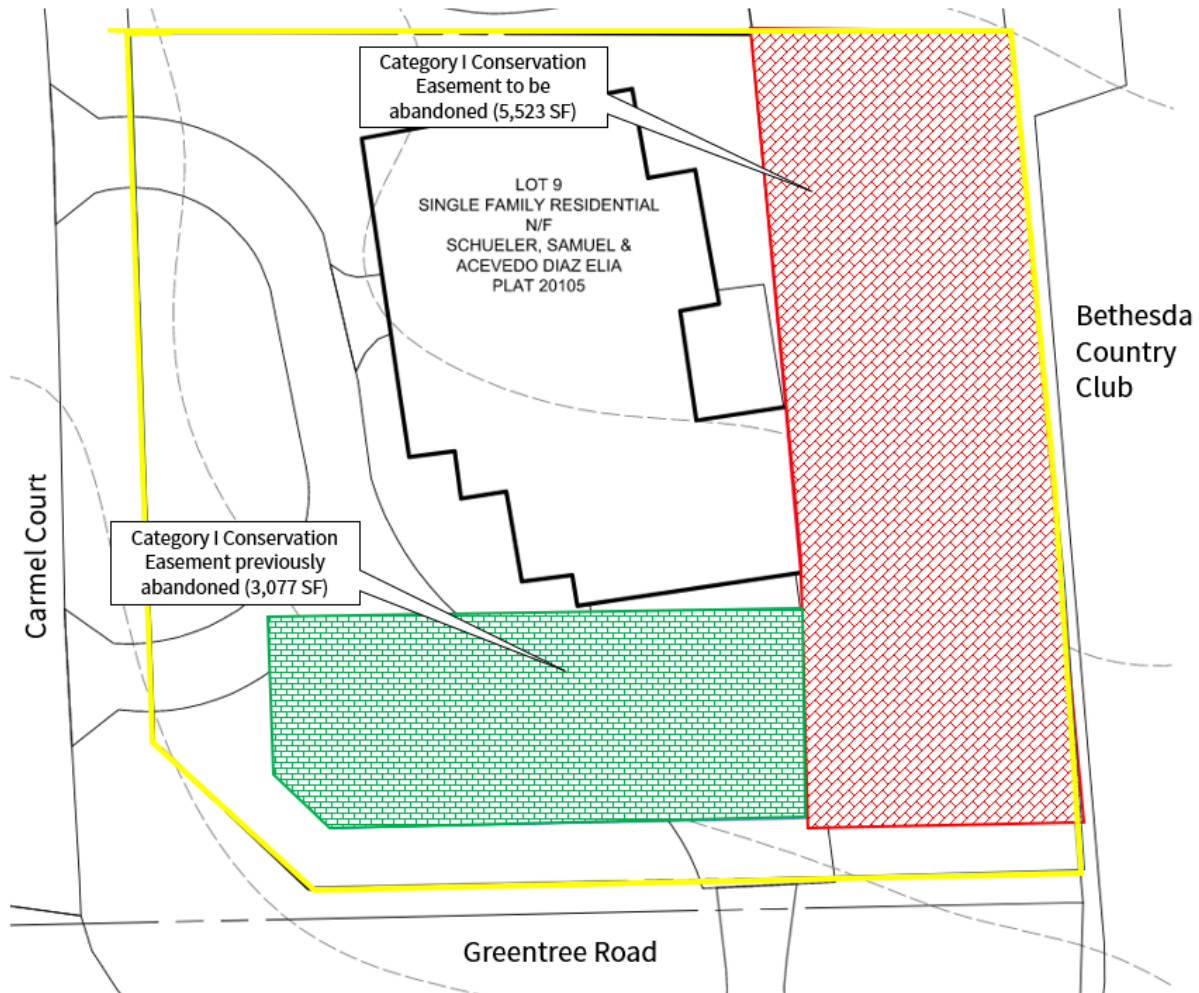 Category I Conservation
Easement to be
abandoned (5,523 SF)
LOT 9
SINGLE FAMILY RESIDENTIAL
N/F
SCHUELER, SAMUEL &
ACEVEDO DIAZ ELIA
PLAT 20105
Bethesda
Country
Club
Carmel Court
Category I Conservation
Easement previously
abandoned (3,077 SF)
Greentree Road